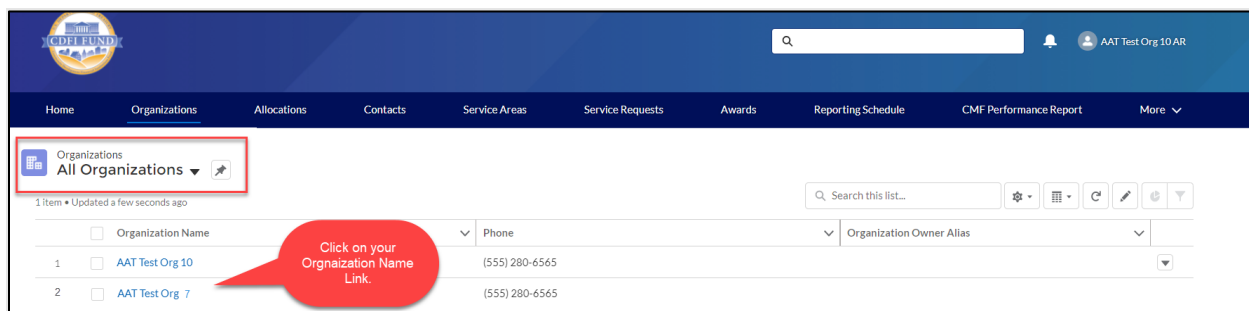 CDFI FUND
AAT Test Org 10 AR
Home Organizations Allocations Contacts Service Areas Service Requests Awards Reporting Schedule CMF Performance Report More
Organizations
All Organizations
1 item • Updated a few seconds ago
Search this list...
Organization Name Phone Organization Owner Alias
1 AAT Test Org 10 (555) 280-6565
2 AAT Test Org 7 (555) 280-6565
Click on your
Orgnaization Name
Link.